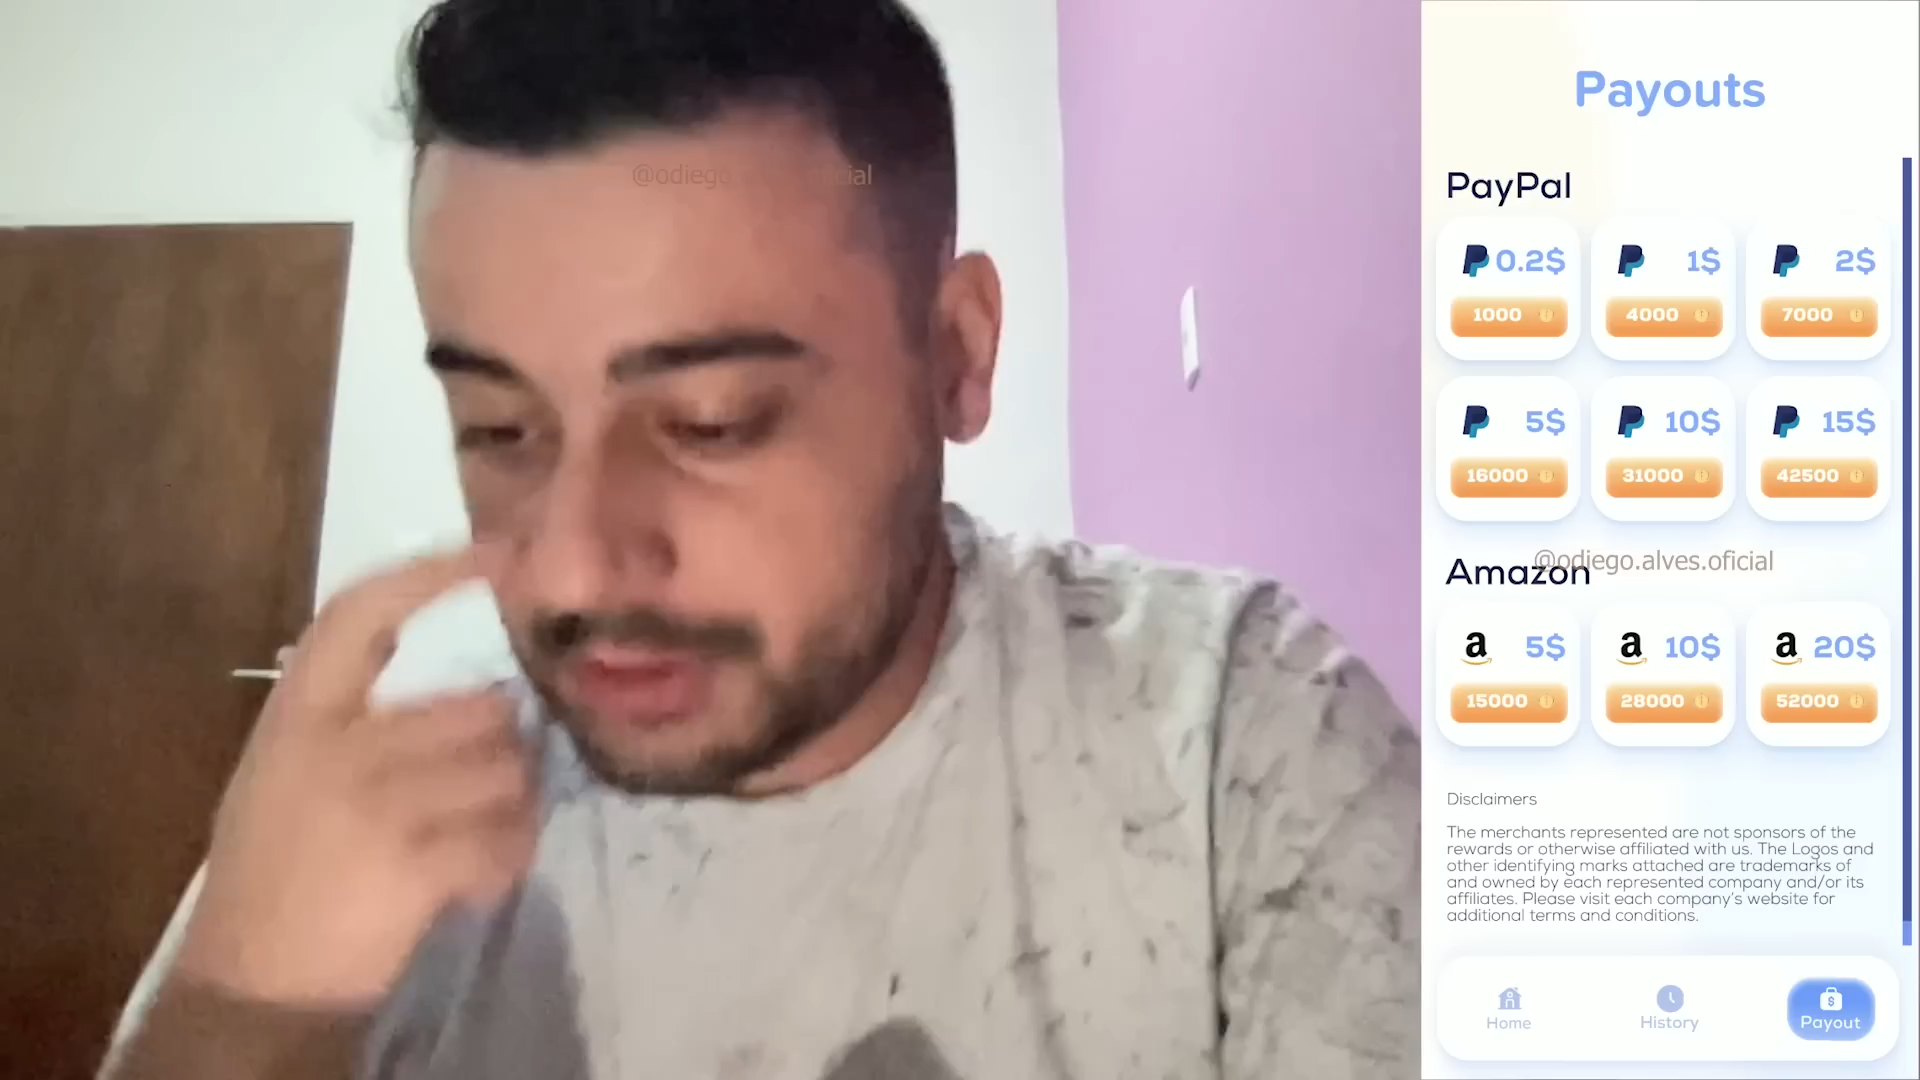 @odiego. oficial
Payouts
PayPal
0.2$ 1$ 2$
1000 4000 7000
5$ 10$ 15$
16000 31000 42500
@odiego.alves.oficial
Amazon
a 5$ a 10$ a 20$
15000 28000 52000
Disclaimers
The merchants represented are not sponsors of the
rewards or otherwise affiliated with us. The Logos and
other identifying marks attached are trademarks of
and owned by each represented company and/or its
affiliates. Please visit each company's website for
additional terms and conditions.
Home History Payout